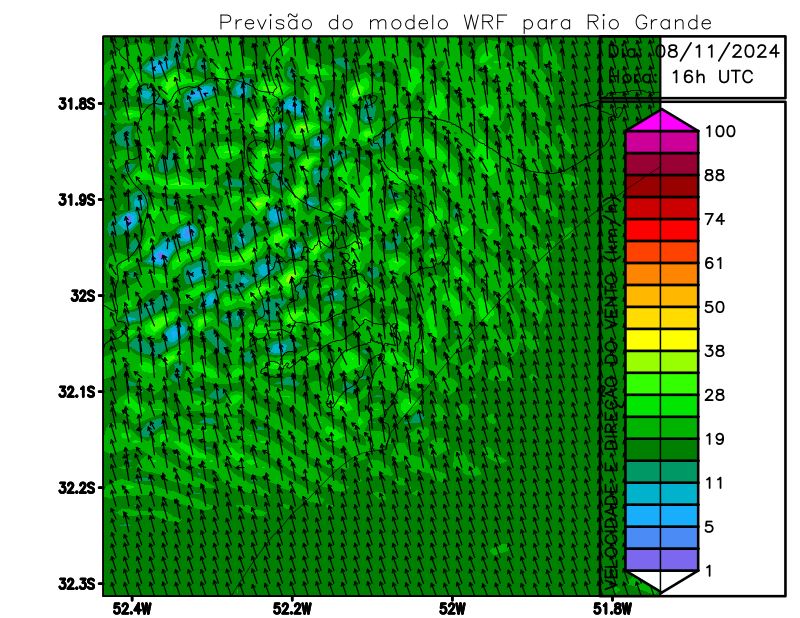 Previsão do modelo WRF para Rio Grande
Dia: 08/11/2024
Hora: 16h UTC
31.8S
31.9S
32S
32.1S
32.2S
32.3S
52.4W
52.2W
52W
51.8W
VELOCIDADE E DIREÇÃO DO VENTO (km/h)
100
88
74
61
50
38
28
19
11
5
1